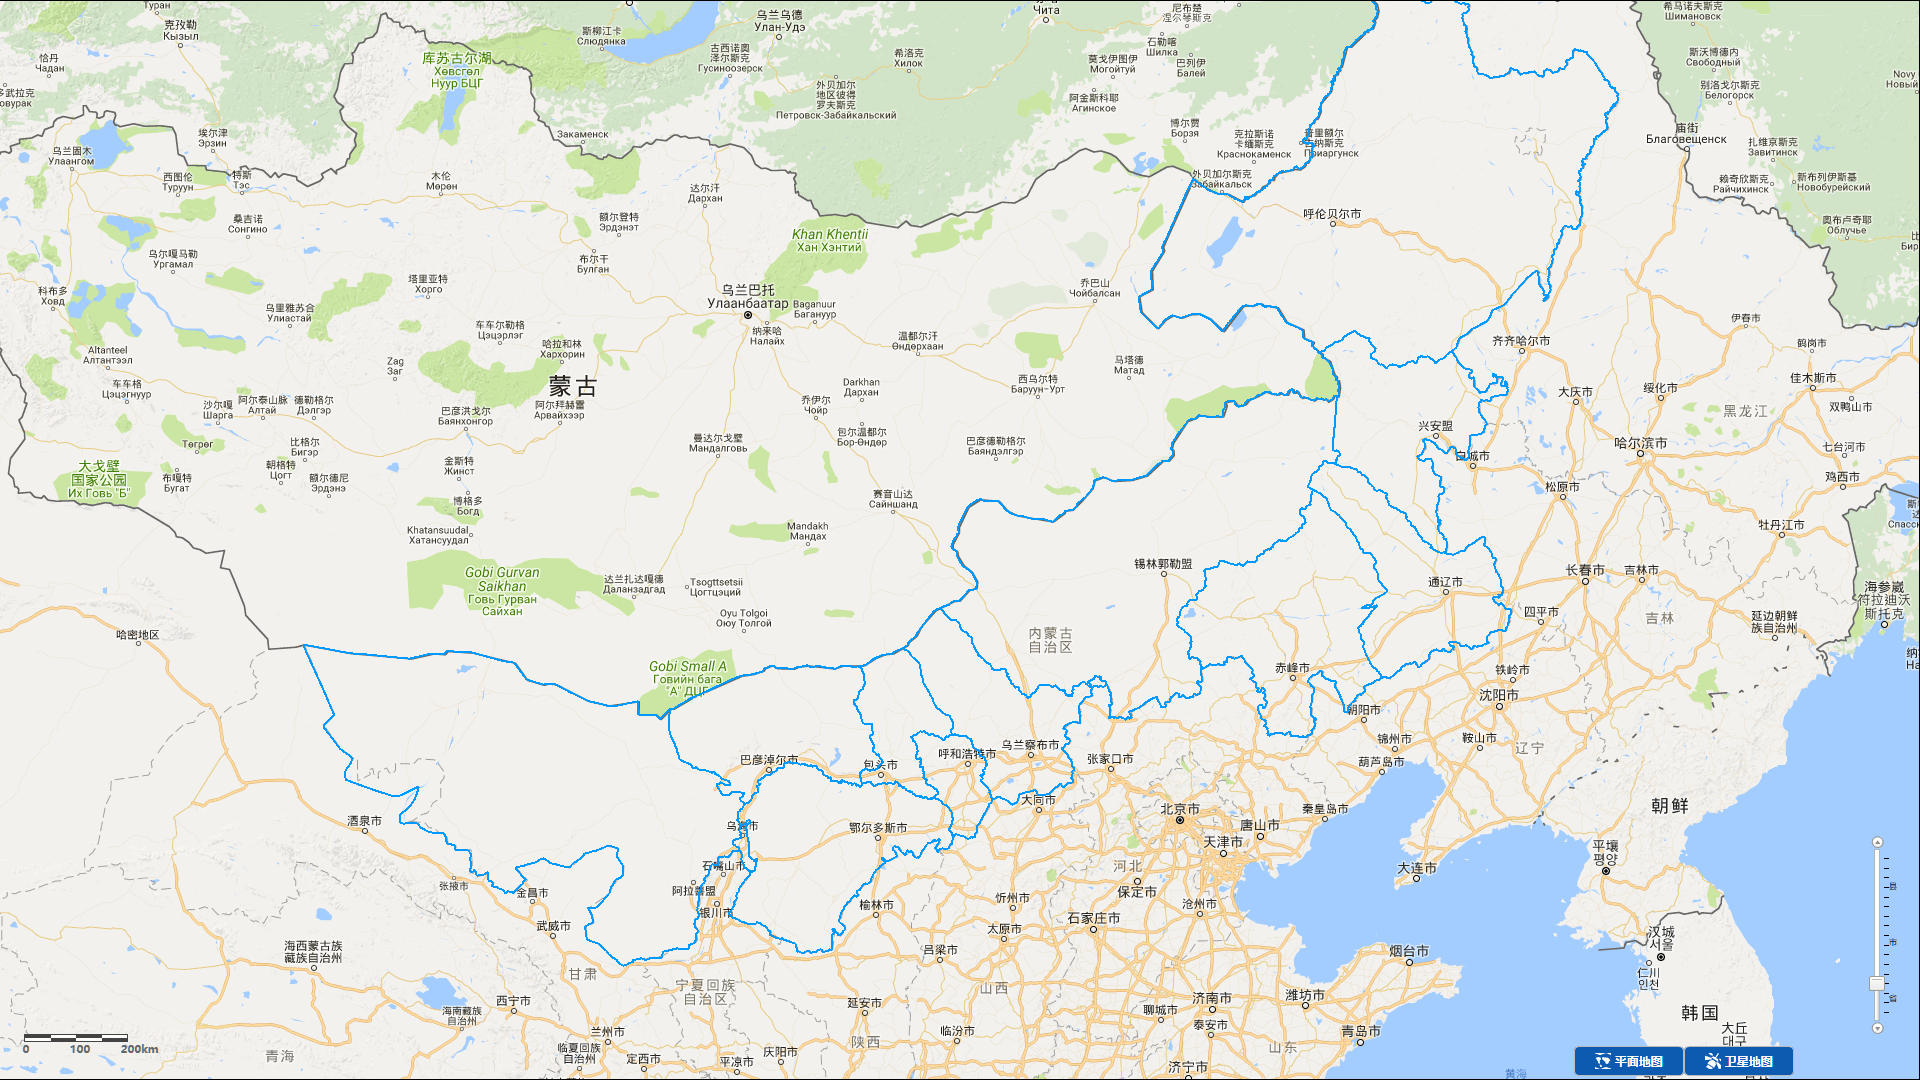 Туран
克孜勒
Кызыл
恰丹
Чадан
库苏古尔湖
Хөвсгөл
Нуур БЦГ
斯柳江卡
Слюдянка
乌兰乌德
Улан-Удэ
古西诺奥
泽尔斯克
Гусиноозерск
希洛克
Хилок
Чита
尼布楚
涅尔琴斯克
石勒喀
Шилка
莫戈伊图伊
Могойтуй
巴列伊
Балей
希马诺夫斯克
Шимановск
斯沃博德内
Свободный
别洛戈尔斯克
Белогорск
外贝加尔
地区彼得
罗夫斯克
Петровск-Забайкальский
阿金斯科耶
Агинское
博尔贾
Борзя
克拉斯诺
卡缅斯克
Краснокаменск
普里额尔
古纳斯克
Приаргунск
外贝加尔斯克
Забайкальск
庙街
Благовещенск
扎维京斯克
Завитинск
赖奇欣斯克
Райчихинск
新布列伊斯基
Новобурейский
奥布卢奇耶
Облучье
乌兰固木
Улаангом
埃尔津
Эрзин
Закаменск
西图伦
Туруун
特斯
Тэс
木伦
Мөрөн
达尔汗
Дархан
桑吉诺
Сонгино
额尔登特
Эрдэнэт
Khan Khentii
Хан Хэнтий
呼伦贝尔市
乌尔嘎马勒
Ургамал
布尔干
Булган
科布多
Ховд
塔里亚特
Хорго
乌里雅苏台
Улиастай
乌兰巴托
Улаанбаатар
Baganuur
Багануур
纳来哈
Налайх
乔巴山
Чойбалсан
车车尔勒格
Цэцэрлэг
哈拉和林
Хархорин
温都尔汗
Өндөрхаан
Altanteel
Алтантээл
Zag
Заг
蒙古
马塔德
Матад
西乌尔特
Баруун-Урт
Darkhan
Дархан
车车格
Цэцэгнуур
沙尔嘎
Шарга
阿尔泰山脉
Алтай
德勒格尔
Дэлгэр
巴彦洪戈尔
Баянхонгор
阿尔拜赫雷
Арвайхээр
乔伊尔
Чойр
包尔温都尔
Бор-Өндөр
曼达尔戈壁
Мандалговь
巴彦德勒格尔
Баяндэлгэр
Төгрөг
比格尔
Бигэр
朝格特
Цогт
额尔德尼
Эрдэнэ
金斯特
Жинст
大戈壁
国家公园
Их Говь "Б"
布嘎特
Бугат
博格多
Богд
赛音山达
Сайншанд
Khatansuudal
Хатансуудал
Mandakh
Мандах
Gobi Gurvan
Saikhan
Говь Гурван
Сайхан
达兰扎达嘎德
Даланзадгад
Tsogttsetsii
Цогтцэций
Oyu Tolgoi
Оюу Толгой
Gobi Small A
Говийн бага
"А" ДЦГ
齐齐哈尔市
伊春市
鹤岗市
大庆市
绥化市
佳木斯市
双鸭山市
黑龙江
兴安盟
白城市
哈尔滨市
七台河市
鸡西市
松原市
牡丹江市
锡林郭勒盟
通辽市
长春市
吉林市
四平市
吉林
延边朝鲜
族自治州
海参崴
符拉迪沃
斯托克
哈密地区
内蒙古
自治区
赤峰市
铁岭市
沈阳市
朝阳市
锦州市
鞍山市
辽宁
葫芦岛市
巴彦淖尔市
包头市
呼和浩特市
乌兰察布市
张家口市
大同市
北京市
秦皇岛市
唐山市
天津市
朝鲜
酒泉市
乌海市
鄂尔多斯市
平壤
평양
大连市
石嘴山市
河北
保定市
张掖市
金昌市
阿拉善盟
银川市
榆林市
忻州市
沧州市
武威市
石家庄市
太原市
汉城
서울
海西蒙古族
藏族自治州
吕梁市
烟台市
仁川
인천
甘肃
宁夏回族
自治区
山西
西宁市
延安市
济南市
潍坊市
海南藏族
自治州
聊城市
韩国
兰州市
临汾市
泰安市
青岛市
大丘
대구
青海
临夏回族
自治州
定西市
平凉市
庆阳市
陕西
山东
济宁市
黄海
0 100 200km
县
市
省
平面地图
卫星地图